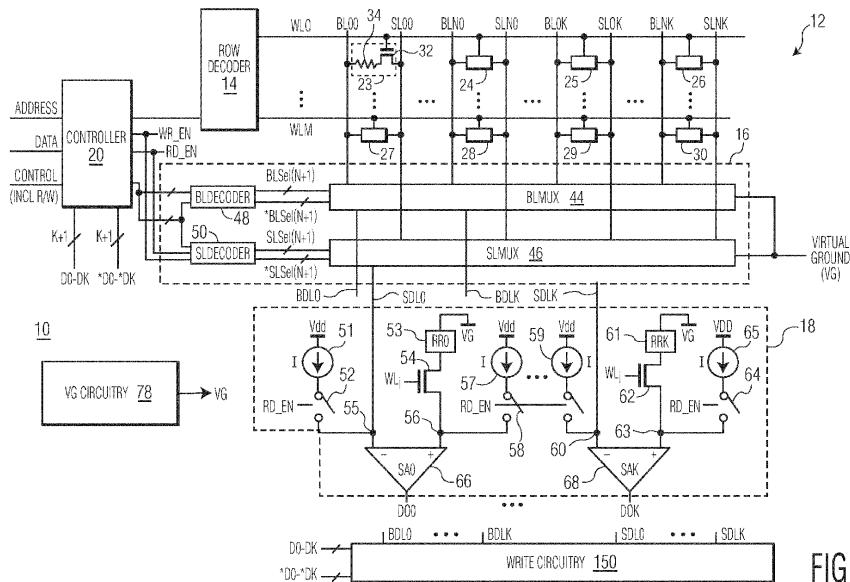 BL00 SL00 BLN0 SLN0 BL0K SL0K BLNK SLNK
12
34
WL0
32
ROW
DECODER
14
23 24 25 26
ADDRESS
DATA
CONTROL
(INCL R/W)
CONTROLLER
20
WR_EN
RD_EN
WLM
27 28 29 30
16
BLDECODER
48
BLSel(N+1)
*BLSel(N+1)
BLMUX 44
50
SLDECODER
SLSel(N+1)
*SLSel(N+1)
SLMUX 46
VIRTUAL
GROUND
(VG)
K+1 K+1
D0-DK *D0-*DK
BDL0 SDL0 BDLK SDLK
10
18
Vdd 51 I
53 RR0 VG
54
WLi
Vdd I 57
59 Vdd I
61 RRK VG
WLi
62
VDD 65 I
VG CIRCUITRY 78
VG
RD_EN 52
RD_EN
58
RD_EN 64
55 56 60 63
- + - +
SA0 66
SAK 68
DO0 DOK
BDL0 BDLK SDL0 SDLK
D0-DK
*D0-*DK
WRITE CIRCUITRY 150
FIG